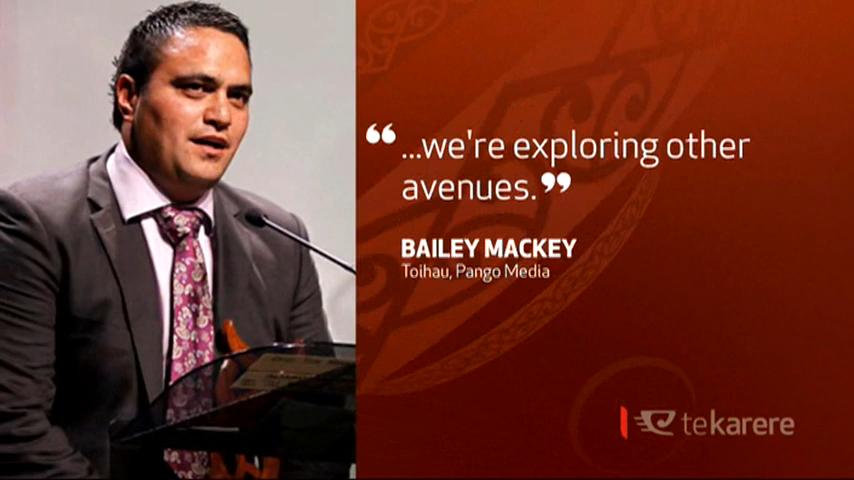 “...we're exploring other
avenues.”
BAILEY MACKEY
Toihau, Pango Media
tekarere